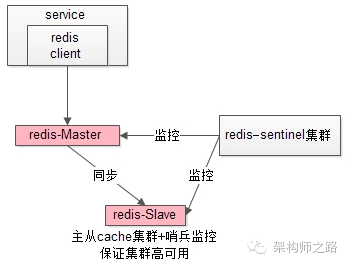 service
redis
client
redis-Master
监控
redis-sentinel集群
同步
监控
redis-Slave
主从cache集群+哨兵监控
保证集群高可用
架构师之路